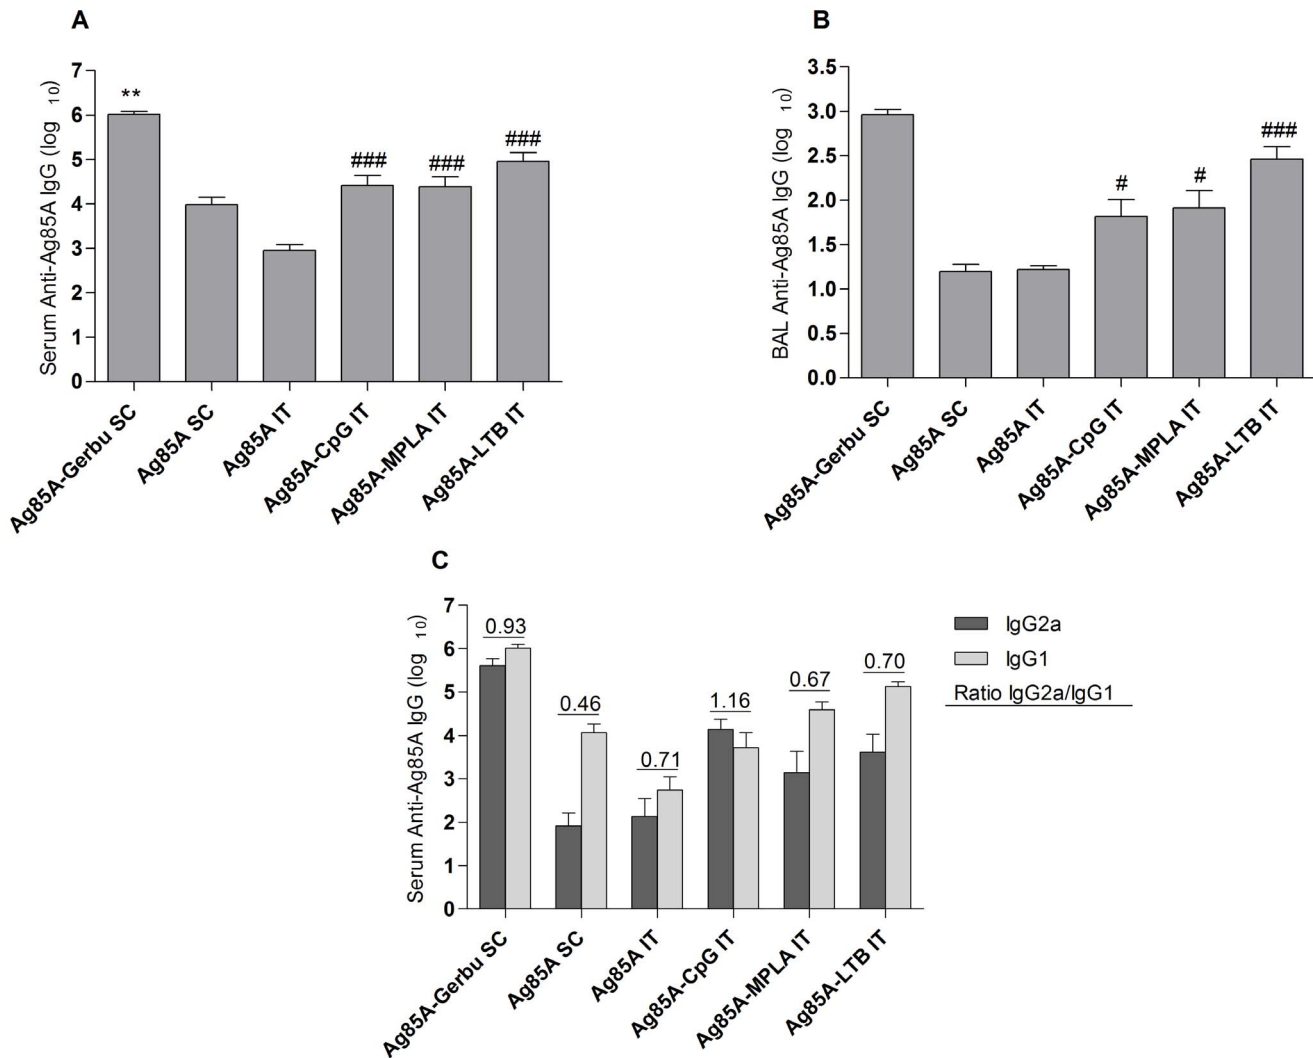 A
Serum Anti-Ag85A IgG (log 10)
7
6
5
4
3
2
1
0
**
###
###
###
Ag85A-Gerbu SC
Ag85A SC
Ag85A IT
Ag85A-CpG IT
Ag85A-MPLA IT
Ag85A-LTB IT
B
BAL Anti-Ag85A IgG (log 10)
3.5
3.0
2.5
2.0
1.5
1.0
0.5
0.0
#
#
###
Ag85A-Gerbu SC
Ag85A SC
Ag85A IT
Ag85A-CpG IT
Ag85A-MPLA IT
Ag85A-LTB IT
C
Serum Anti-Ag85A IgG (log 10)
7
6
5
4
3
2
1
0
0.93
0.46
0.71
1.16
0.67
0.70
Ag85A-Gerbu SC
Ag85A SC
Ag85A IT
Ag85A-CpG IT
Ag85A-MPLA IT
Ag85A-LTB IT
IgG2a
IgG1
Ratio IgG2a/IgG1